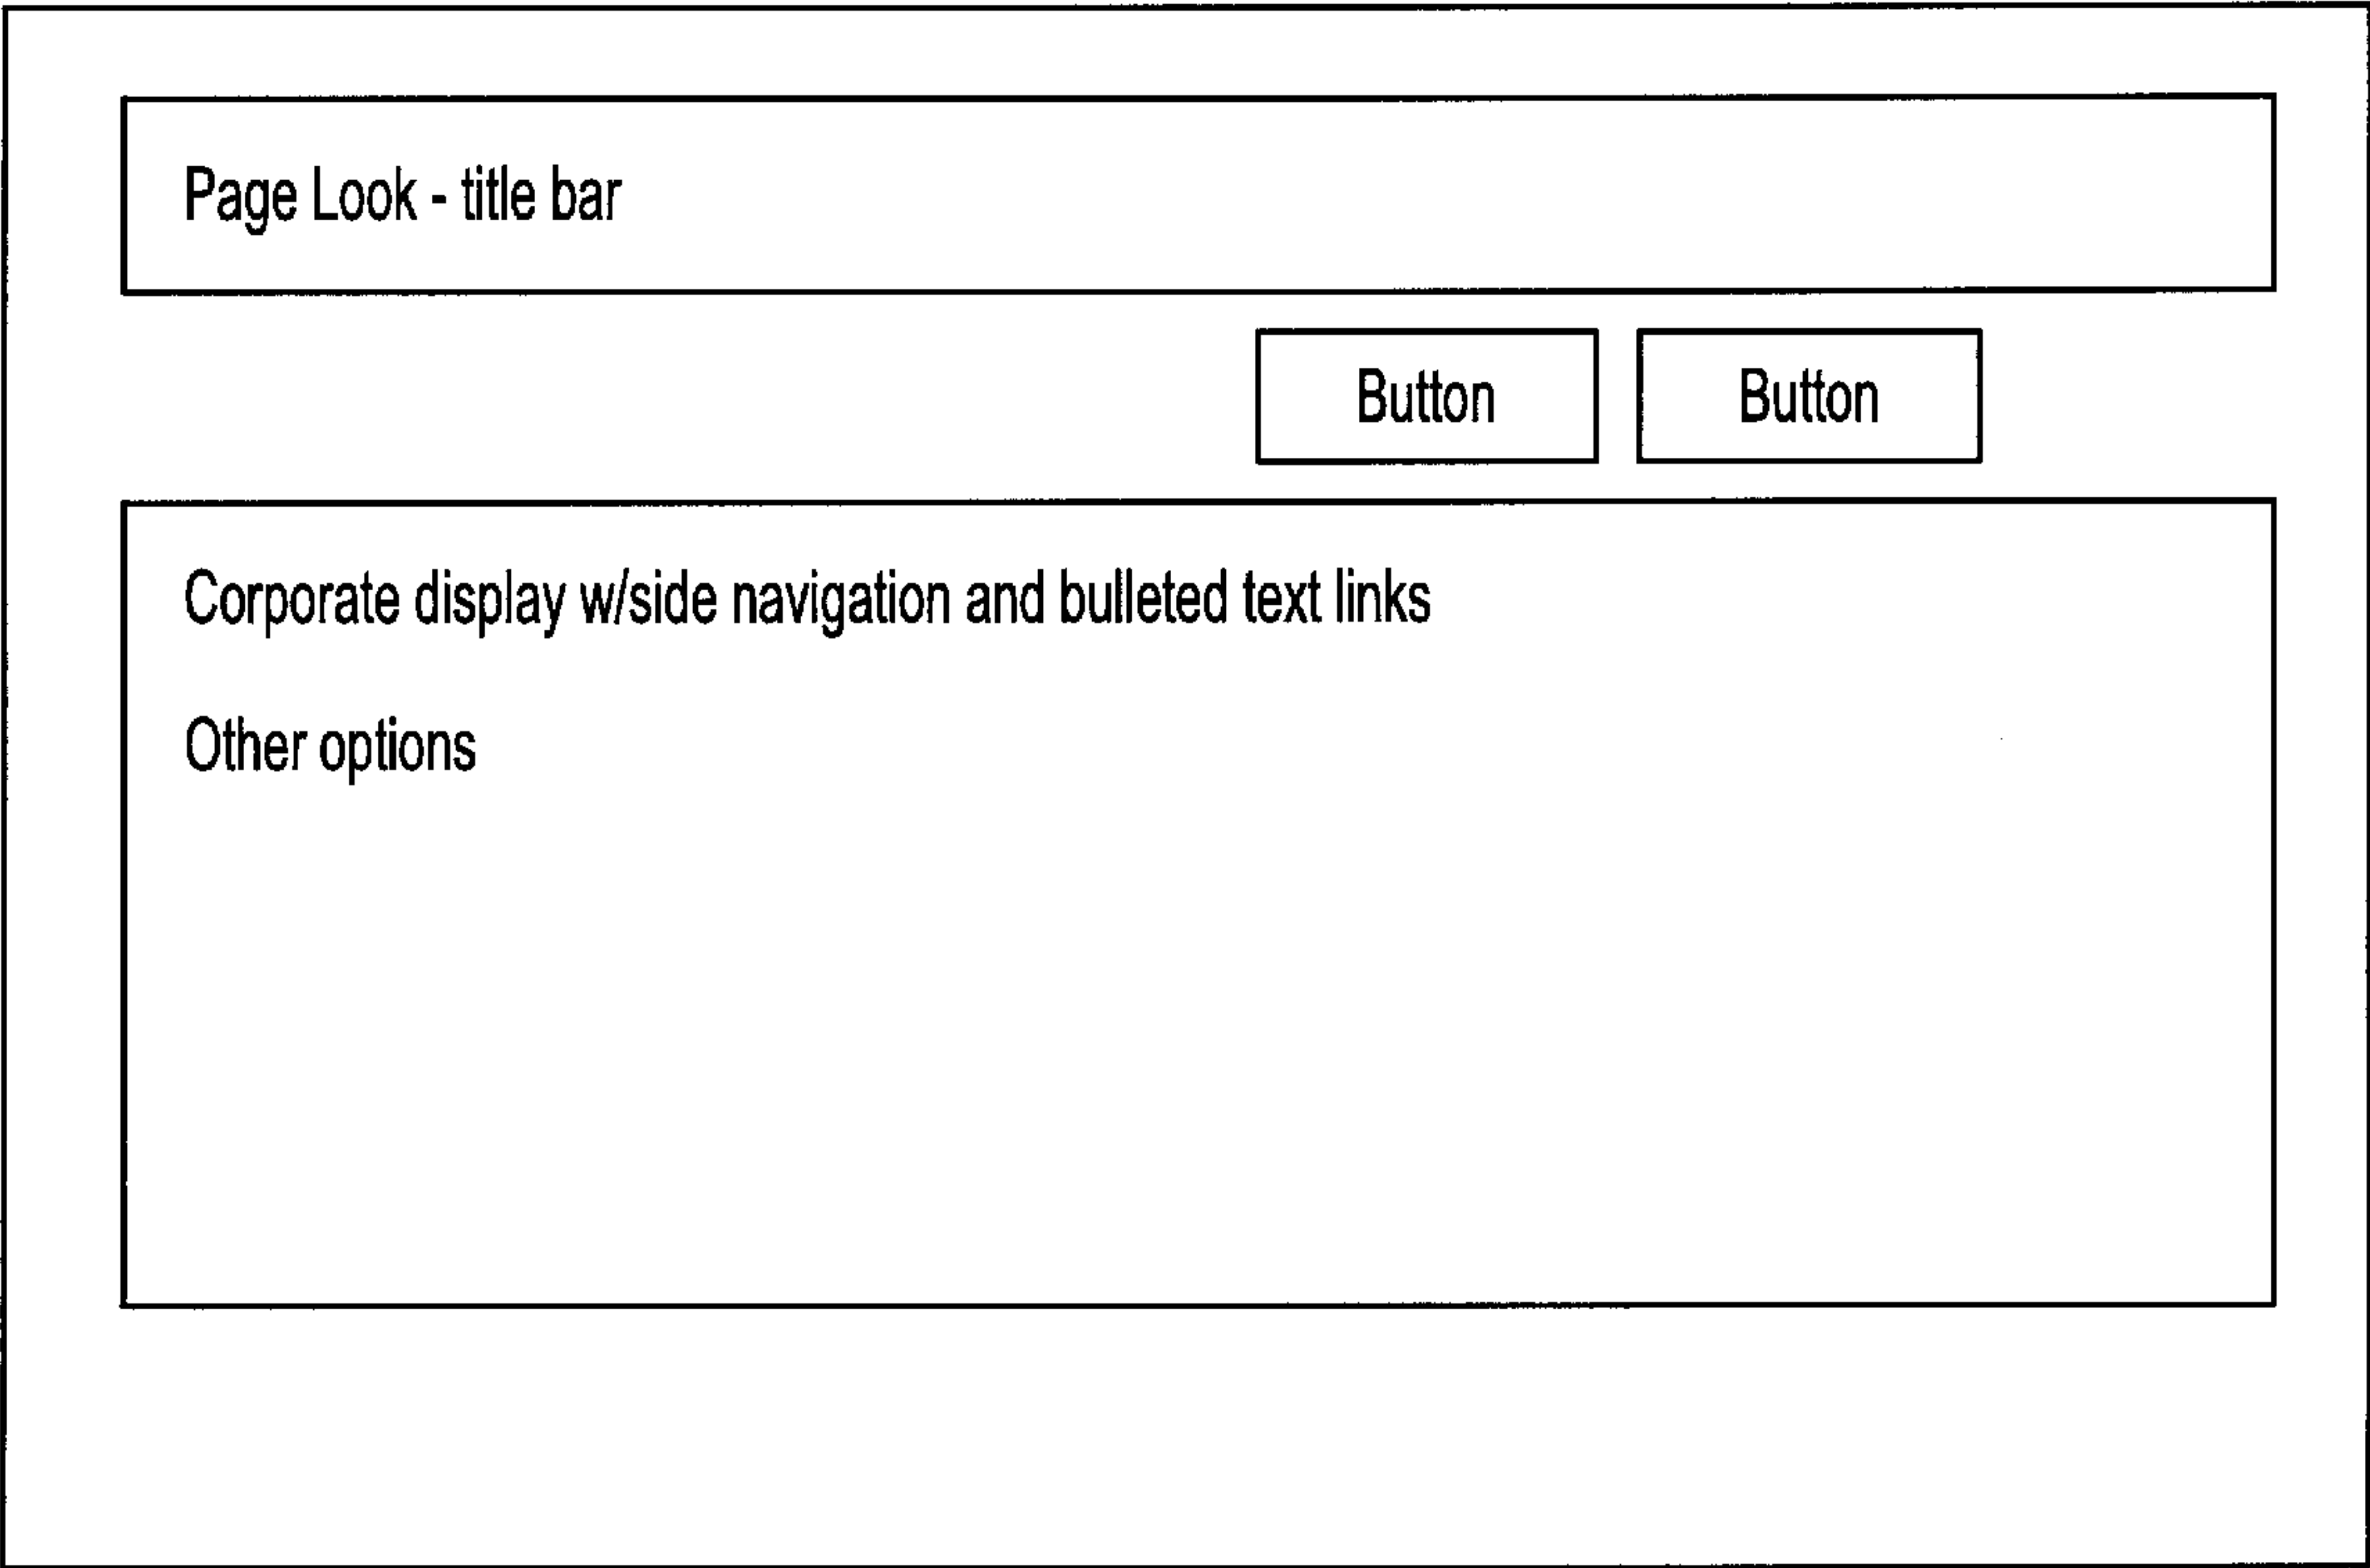 Page Look - title bar
Button Button
Corporate display w/side navigation and bulleted text links
Other options